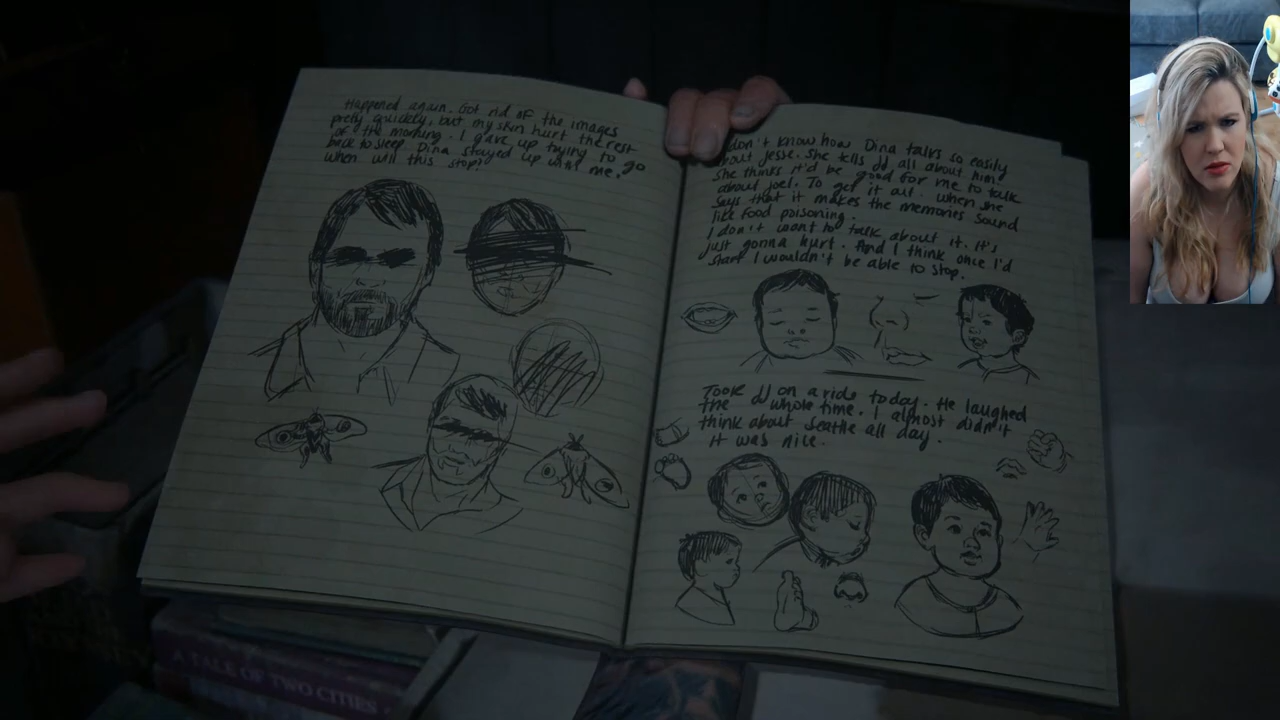 Happened again. Got rid of the images
pretty quickly, but my skin hurt the rest
of the morning. I gave up trying to go
back to sleep. Dina stayed up with me.
when will this stop?
don't know how Dina talks so easily
about Jesse. She tells JJ all about him.
She thinks it'd be good for me to talk
about Joel. To get it all. When she
says that it makes the memories sound
like food poisoning.
I don't want to talk about it. it's
just gonna hurt. And I think once I'd
start I wouldn't be able to stop.
Took JJ on a ride today. He laughed
the whole time. I almost didn't
think about Seattle all day.
it was nice.
A TALE OF TWO CITIES